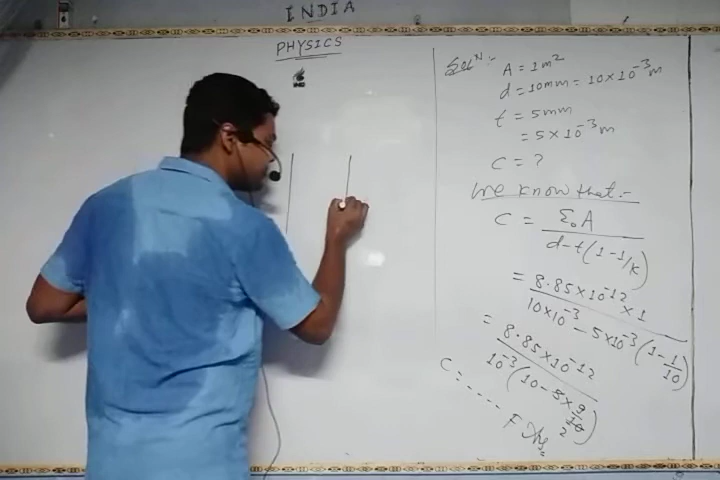 INDIA
PHYSICS
Solⁿ:-
A = 1m²
d = 10mm = 10×10⁻³m
t = 5mm
= 5×10⁻³m
C = ?
We know that:-
C = ε₀A / d-t(1-1/K)
= 8.85×10⁻¹² × 1 / 10×10⁻³ - 5×10⁻³(1-1/10)
= 8.85×10⁻¹² / 10⁻³(10-5×9/10)
C = ..... F